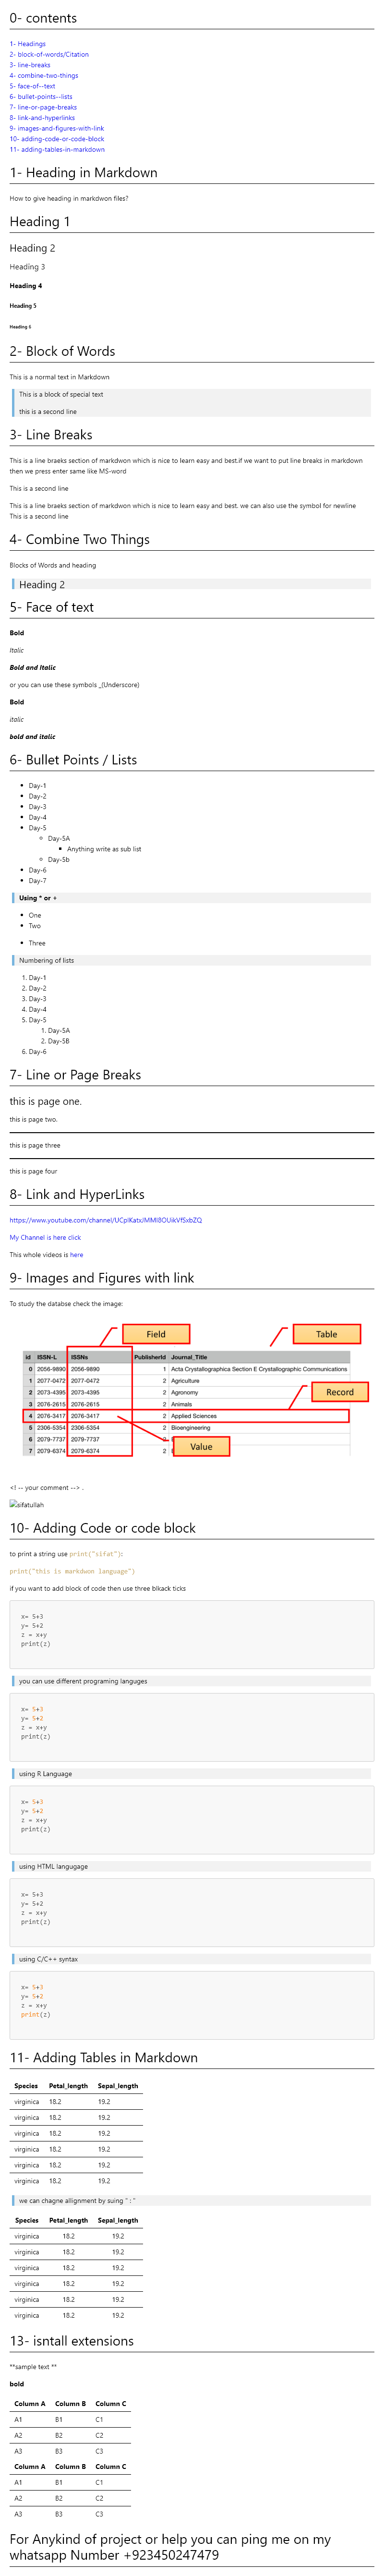 0- contents
1- Headings
2- block-of-words/Citation
3- line-breaks
4- combine-two-things
5- face-of--text
6- bullet-points--lists
7- line-or-page-breaks
8- link-and-hyperlinks
9- images-and-figures-with-link
10- adding-code-or-code-block
11- adding-tables-in-markdown
1- Heading in Markdown
How to give heading in markdwon files?
Heading 1
Heading 2
Heading 3
Heading 4
Heading 5
Heading 6
2- Block of Words
This is a normal text in Markdown
This is a block of special text
this is a second line
3- Line Breaks
This is a line braeks section of markdwon which is nice to learn easy and best.if we want to put line breaks in markdown
then we press enter same like MS-word
This is a second line
This is a line braeks section of markdwon which is nice to learn easy and best. we can also use the symbol for newline
This is a second line
4- Combine Two Things
Blocks of Words and heading
Heading 2
5- Face of text
Bold
Italic
Bold and Italic
or you can use these symbols _(Underscore)
Bold
italic
bold and italic
6- Bullet Points / Lists
• Day-1
• Day-2
• Day-3
• Day-4
• Day-5
○ Day-5A
▪ Anything write as sub list
○ Day-5b
• Day-6
• Day-7
Using * or +
• One
• Two
• Three
Numbering of lists
1. Day-1
2. Day-2
3. Day-3
4. Day-4
5. Day-5
1. Day-5A
2. Day-5B
6. Day-6
7- Line or Page Breaks
this is page one.
this is page two.
this is page three
this is page four
8- Link and HyperLinks
My Channel is here click
This whole videos is here
9- Images and Figures with link
To study the databse check the image:
Field Table
id ISSN-L ISSNs PublisherId Journal_Title
0 2056-9890 2056-9890 1 Acta Crystallographica Section E Crystallographic Communications
1 2077-0472 2077-0472 2 Agriculture
2 2073-4395 2073-4395 2 Agronomy
3 2076-2615 2076-2615 2 Animals
Record
4 2076-3417 2076-3417 2 Applied Sciences
5 2306-5354 2306-5354 2 Bioengineering
6 2079-7737 2079-7737
7 2079-6374 2079-6374
Value
<! -- your comment --> .
sifatullah
10- Adding Code or code block
to print a string use print("sifat"):
print("this is markdwon language")
if you want to add block of code then use three blkack ticks
x= 5+3
y= 5+2
z = x+y
print(z)
you can use different programing languges
x= 5+3
y= 5+2
z = x+y
print(z)
using R Language
x= 5+3
y= 5+2
z = x+y
print(z)
using HTML langugage
x= 5+3
y= 5+2
z = x+y
print(z)
using C/C++ syntax
x= 5+3
y= 5+2
z = x+y
print(z)
11- Adding Tables in Markdown
Species Petal_length Sepal_length
virginica 18.2 19.2
virginica 18.2 19.2
virginica 18.2 19.2
virginica 18.2 19.2
virginica 18.2 19.2
virginica 18.2 19.2
we can chagne allignment by suing " : "
Species Petal_length Sepal_length
virginica 18.2 19.2
virginica 18.2 19.2
virginica 18.2 19.2
virginica 18.2 19.2
virginica 18.2 19.2
virginica 18.2 19.2
13- isntall extensions
**sample text **
bold
Column A Column B Column C
A1 B1 C1
A2 B2 C2
A3 B3 C3
Column A Column B Column C
A1 B1 C1
A2 B2 C2
A3 B3 C3
For Anykind of project or help you can ping me on my
whatsapp Number +923450247479